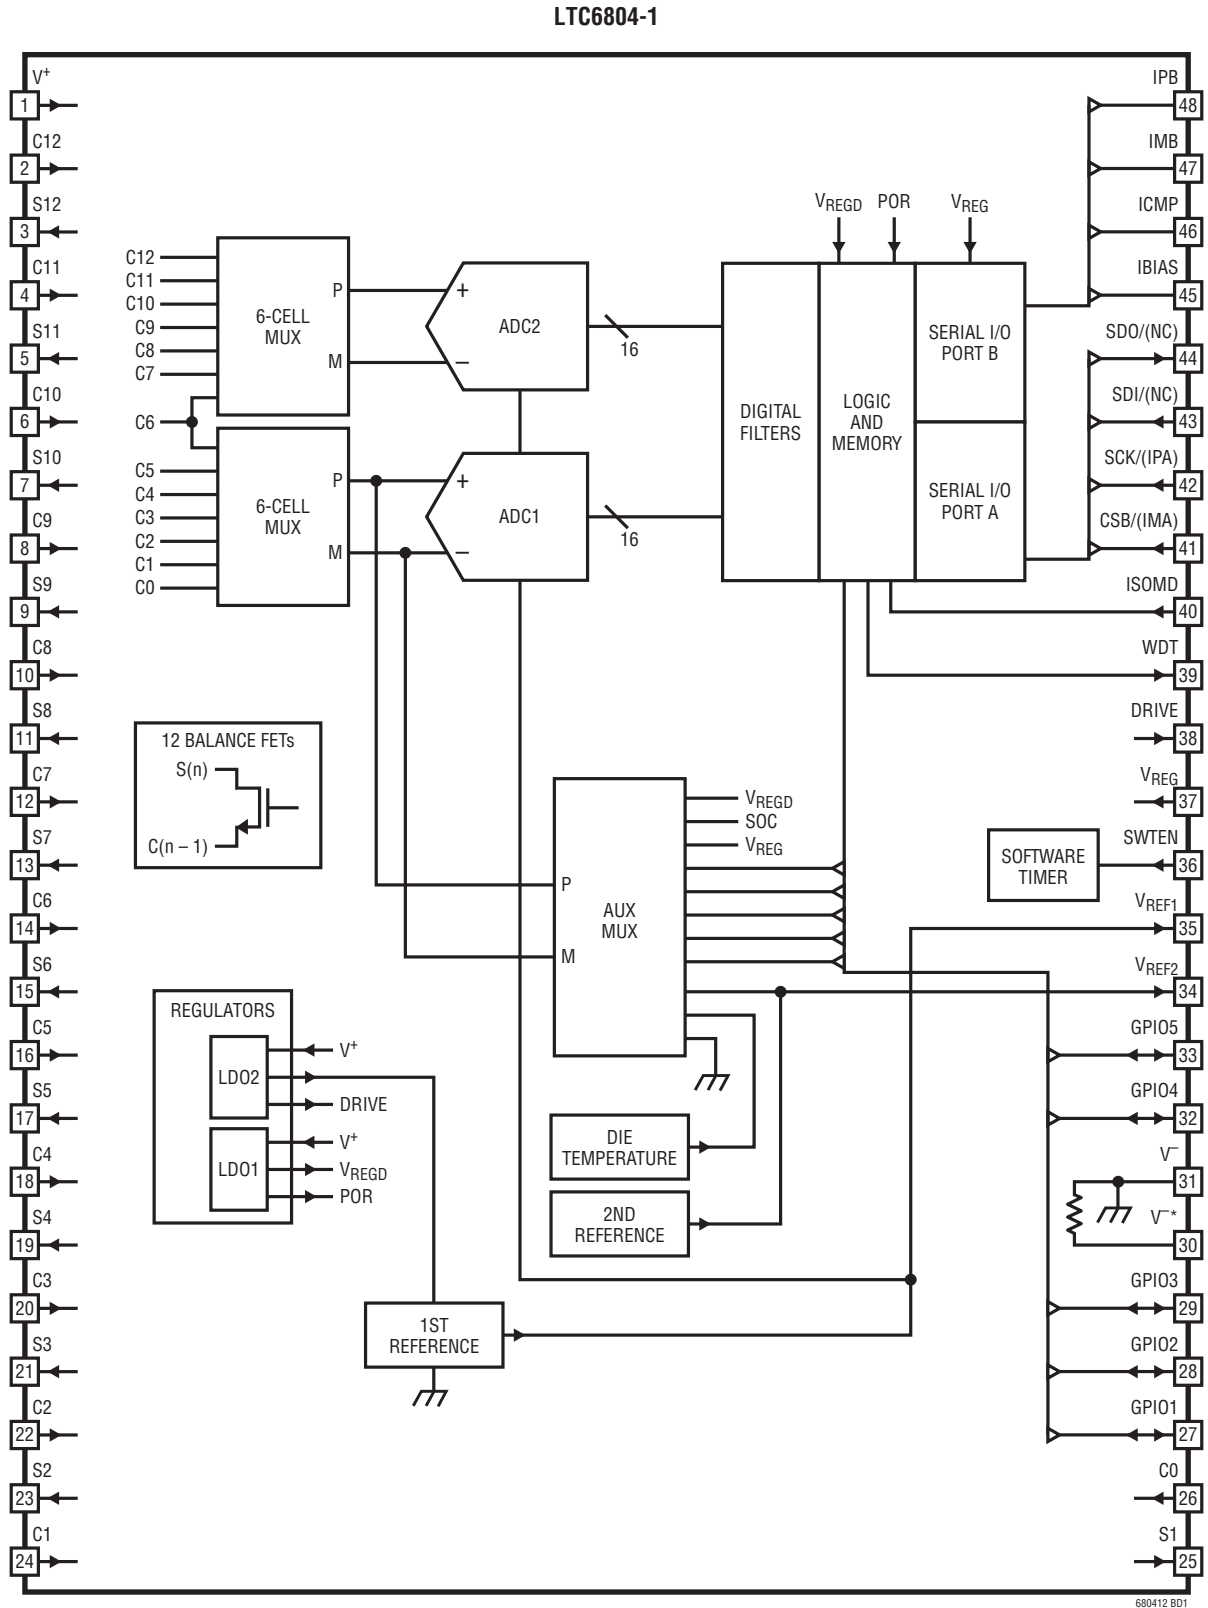 LTC6804-1
V+
1
C12
2
S12
3
C11
4
S11
5
C10
6
S10
7
C9
8
S9
9
C8
10
S8
11
C7
12
S7
13
C6
14
S6
15
C5
16
S5
17
C4
18
S4
19
C3
20
S3
21
C2
22
S2
23
C1
24
C12
C11
C10
C9
C8
C7
C6
C5
C4
C3
C2
C1
C0
6-CELL
MUX
P
M
6-CELL
MUX
P
M
+
ADC2
–
16
+
ADC1
–
16
VREGD
POR
VREG
DIGITAL
FILTERS
LOGIC
AND
MEMORY
SERIAL I/O
PORT B
SERIAL I/O
PORT A
12 BALANCE FETs
S(n)
C(n – 1)
P
M
AUX
MUX
VREGD
SOC
VREG
SOFTWARE
TIMER
REGULATORS
LDO2
V+
DRIVE
LDO1
V+
VREGD
POR
DIE
TEMPERATURE
2ND
REFERENCE
1ST
REFERENCE
IPB
48
IMB
47
ICMP
46
IBIAS
45
SDO/(NC)
44
SDI/(NC)
43
SCK/(IPA)
42
CSB/(IMA)
41
ISOMD
40
WDT
39
DRIVE
38
VREG
37
SWTEN
36
VREF1
35
VREF2
34
GPIO5
33
GPIO4
32
V–
31
V–*
30
GPIO3
29
GPIO2
28
GPIO1
27
C0
26
S1
25
680412 BD1